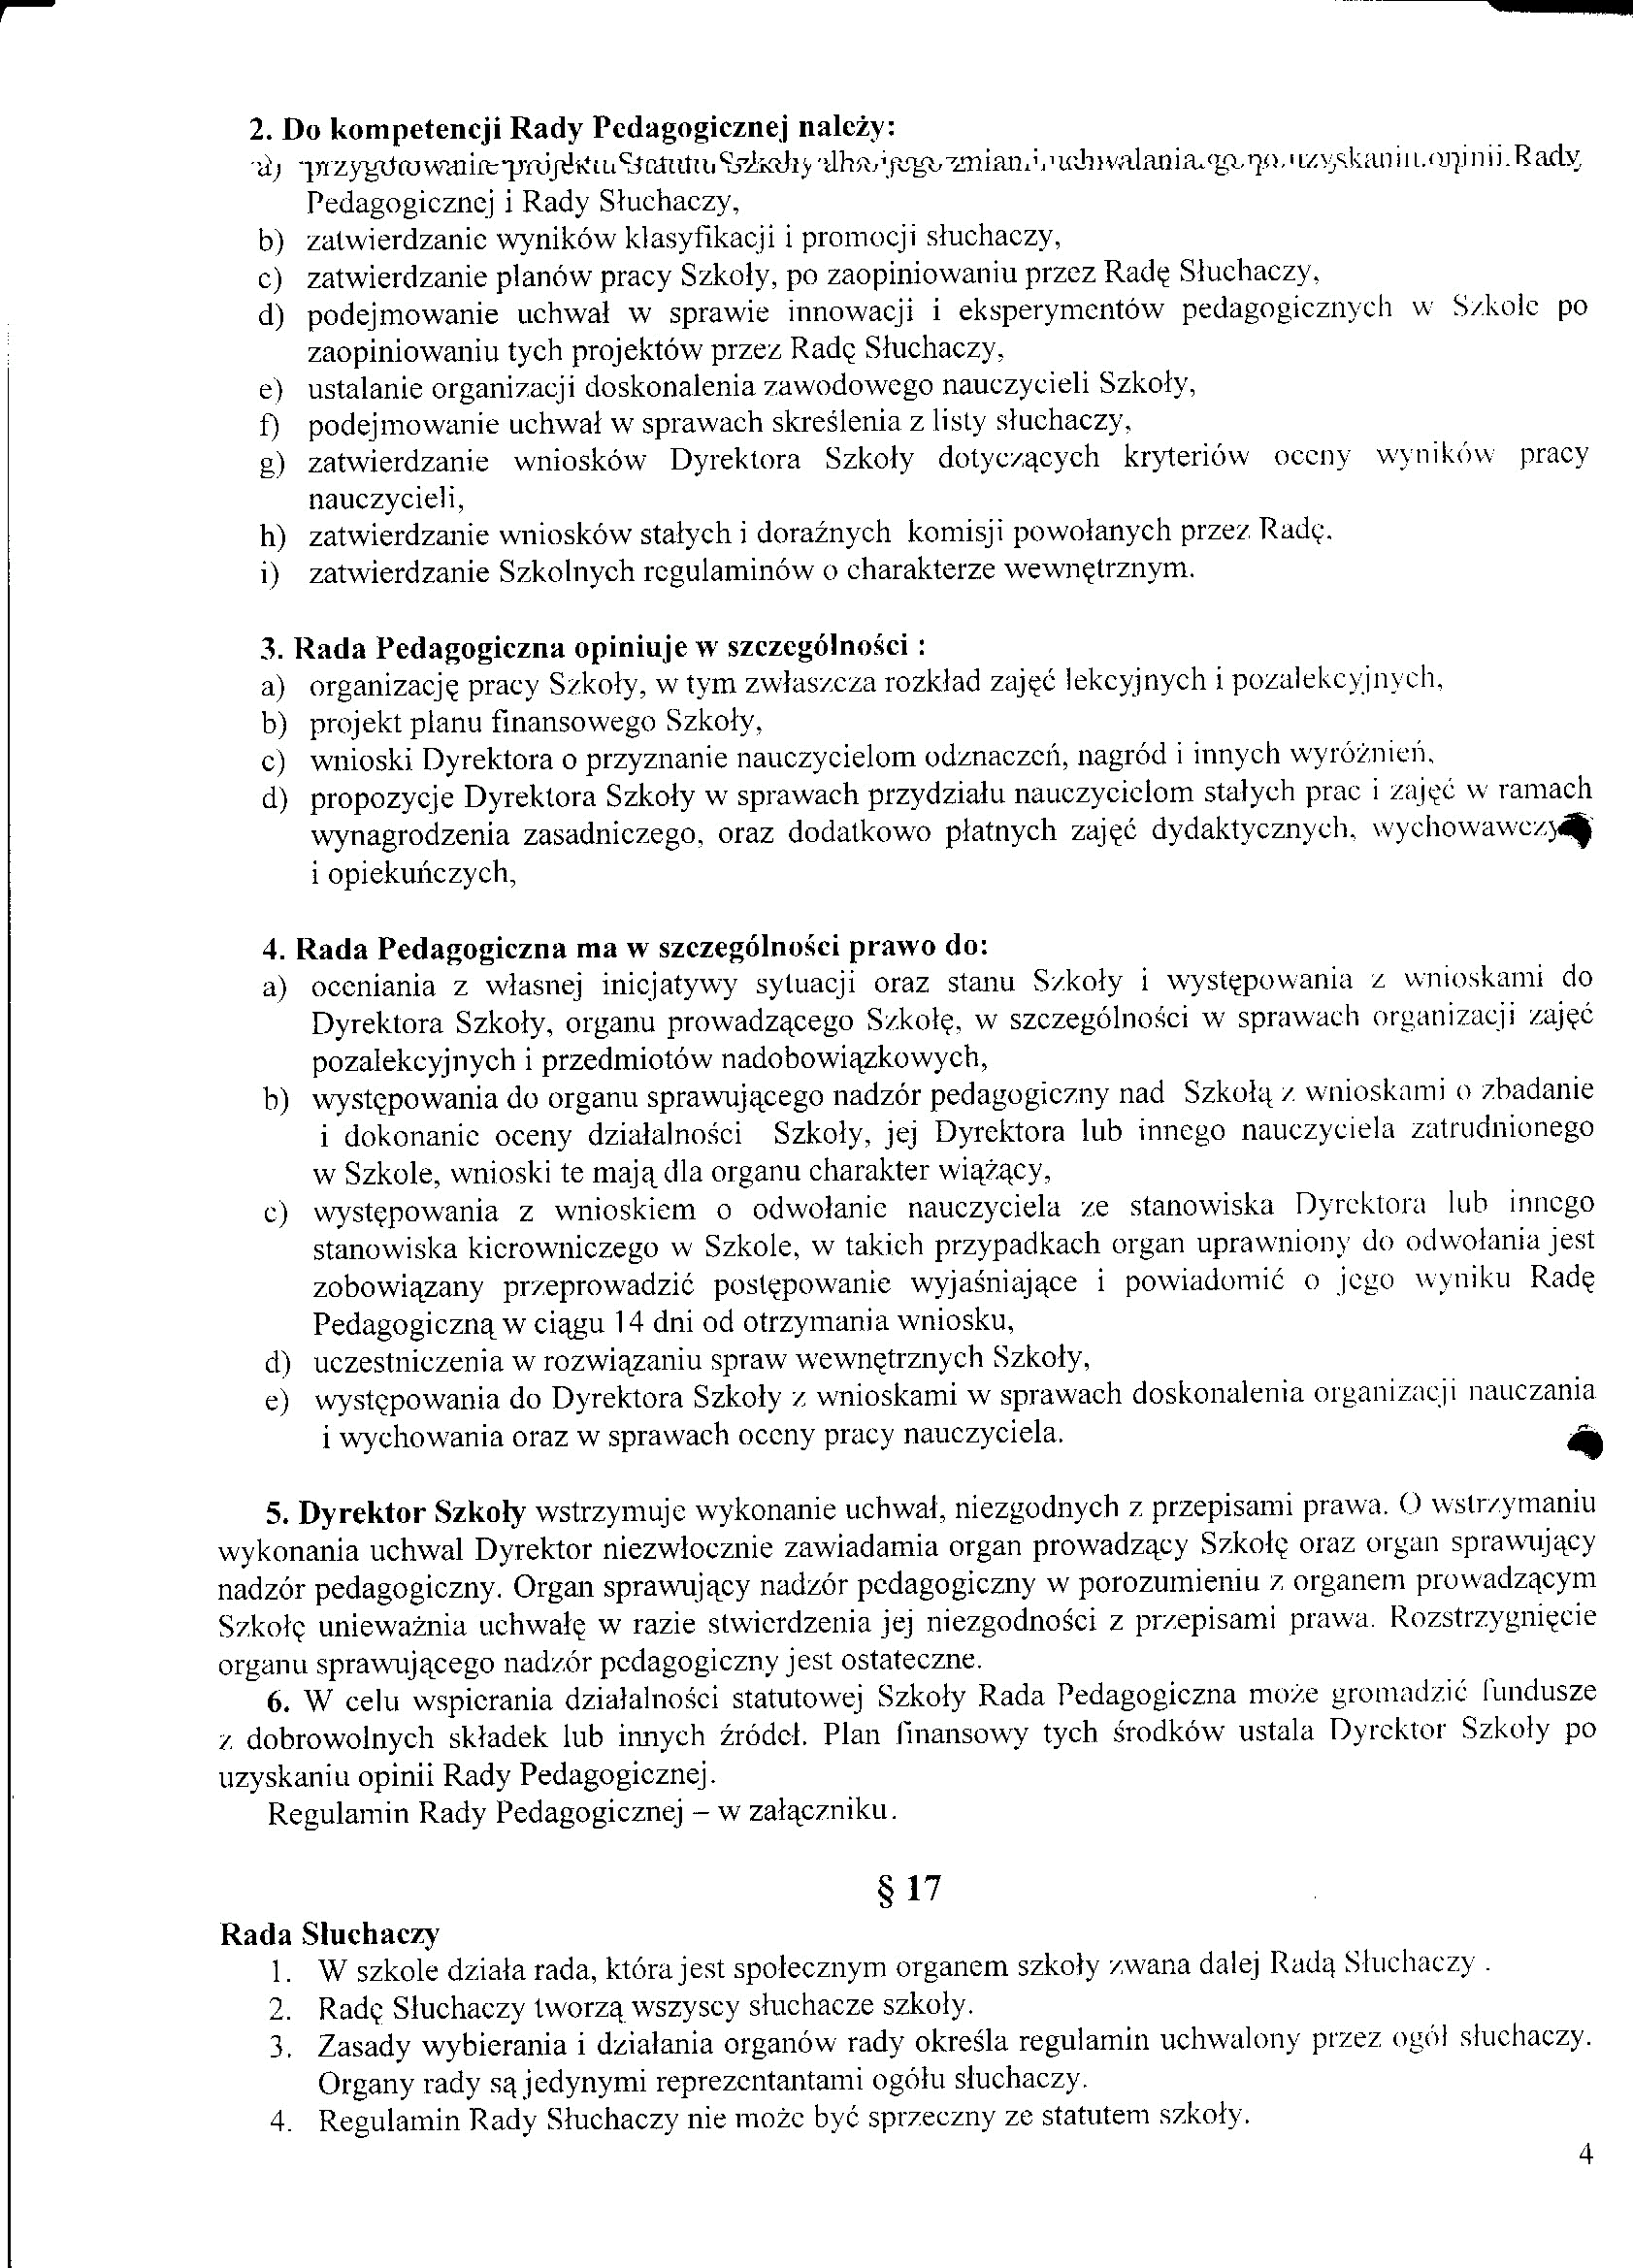 2. Do kompetencji Rady Pedagogicznej należy:
a) przygotowanie projektu Statutu Szkoły albo jego zmian i uchwalania go po uzyskaniu opinii Rady
Pedagogicznej i Rady Słuchaczy,
b) zatwierdzanie wyników klasyfikacji i promocji słuchaczy,
c) zatwierdzanie planów pracy Szkoły, po zaopiniowaniu przez Radę Słuchaczy,
d) podejmowanie uchwał w sprawie innowacji i eksperymentów pedagogicznych w Szkole po
zaopiniowaniu tych projektów przez Radę Słuchaczy,
e) ustalanie organizacji doskonalenia zawodowego nauczycieli Szkoły,
f) podejmowanie uchwał w sprawach skreślenia z listy słuchaczy,
g) zatwierdzanie wniosków Dyrektora Szkoły dotyczących kryteriów oceny wyników pracy
nauczycieli,
h) zatwierdzanie wniosków stałych i doraźnych komisji powołanych przez Radę.
i) zatwierdzanie Szkolnych regulaminów o charakterze wewnętrznym.
3. Rada Pedagogiczna opiniuje w szczególności :
a) organizację pracy Szkoły, w tym zwłaszcza rozkład zajęć lekcyjnych i pozalekcyjnych,
b) projekt planu finansowego Szkoły,
c) wnioski Dyrektora o przyznanie nauczycielom odznaczeń, nagród i innych wyróżnień,
d) propozycje Dyrektora Szkoły w sprawach przydziału nauczycielom stałych prac i zajęć w ramach
wynagrodzenia zasadniczego, oraz dodatkowo płatnych zajęć dydaktycznych,
i opiekuńczych,
4. Rada Pedagogiczna ma w szczególności prawo do:
a) oceniania z własnej inicjatywy sytuacji oraz stanu Szkoły i występowania z wnioskami do
Dyrektora Szkoły, organu prowadzącego Szkołę, w szczególności w sprawach organizacji zajęć
pozalekcyjnych i przedmiotów nadobowiązkowych,
b) występowania do organu sprawującego nadzór pedagogiczny nad Szkołą z wnioskami o zbadanie
i dokonanie oceny działalności Szkoły, jej Dyrektora lub innego nauczyciela zatrudnionego
w Szkole, wnioski te mają dla organu charakter wiążący,
c) występowania z wnioskiem o odwołanie nauczyciela ze stanowiska Dyrektora lub innego
stanowiska kierowniczego w Szkole, w takich przypadkach organ uprawniony do odwołania jest
zobowiązany przeprowadzić postępowanie wyjaśniające i powiadomić o jego wyniku Radę
Pedagogiczną w ciągu 14 dni od otrzymania wniosku,
d) uczestniczenia w rozwiązaniu spraw wewnętrznych Szkoły,
e) występowania do Dyrektora Szkoły z wnioskami w sprawach doskonalenia organizacji nauczania
i wychowania oraz w sprawach oceny pracy nauczyciela.
5. Dyrektor Szkoły wstrzymuje wykonanie uchwał, niezgodnych z przepisami prawa. O wstrzymaniu
wykonania uchwal Dyrektor niezwłocznie zawiadamia organ prowadzący Szkołę oraz organ sprawujący
nadzór pedagogiczny. Organ sprawujący nadzór pedagogiczny w porozumieniu z organem prowadzącym
Szkołę unieważnia uchwałę w razie stwierdzenia jej niezgodności z przepisami prawa. Rozstrzygnięcie
organu sprawującego nadzór pedagogiczny jest ostateczne.
6. W celu wspierania działalności statutowej Szkoły Rada Pedagogiczna może gromadzić fundusze
z dobrowolnych składek lub innych źródeł. Plan finansowy tych środków ustala Dyrektor Szkoły po
uzyskaniu opinii Rady Pedagogicznej.
Regulamin Rady Pedagogicznej – w załączniku.
§ 17
Rada Słuchaczy
1. W szkole działa rada, która jest społecznym organem szkoły zwana dalej Radą Słuchaczy .
2. Radę Słuchaczy tworzą wszyscy słuchacze szkoły.
3. Zasady wybierania i działania organów rady określa regulamin uchwalony przez ogół słuchaczy.
Organy rady są jedynymi reprezentantami ogółu słuchaczy.
4. Regulamin Rady Słuchaczy nie może być sprzeczny ze statutem szkoły.
4